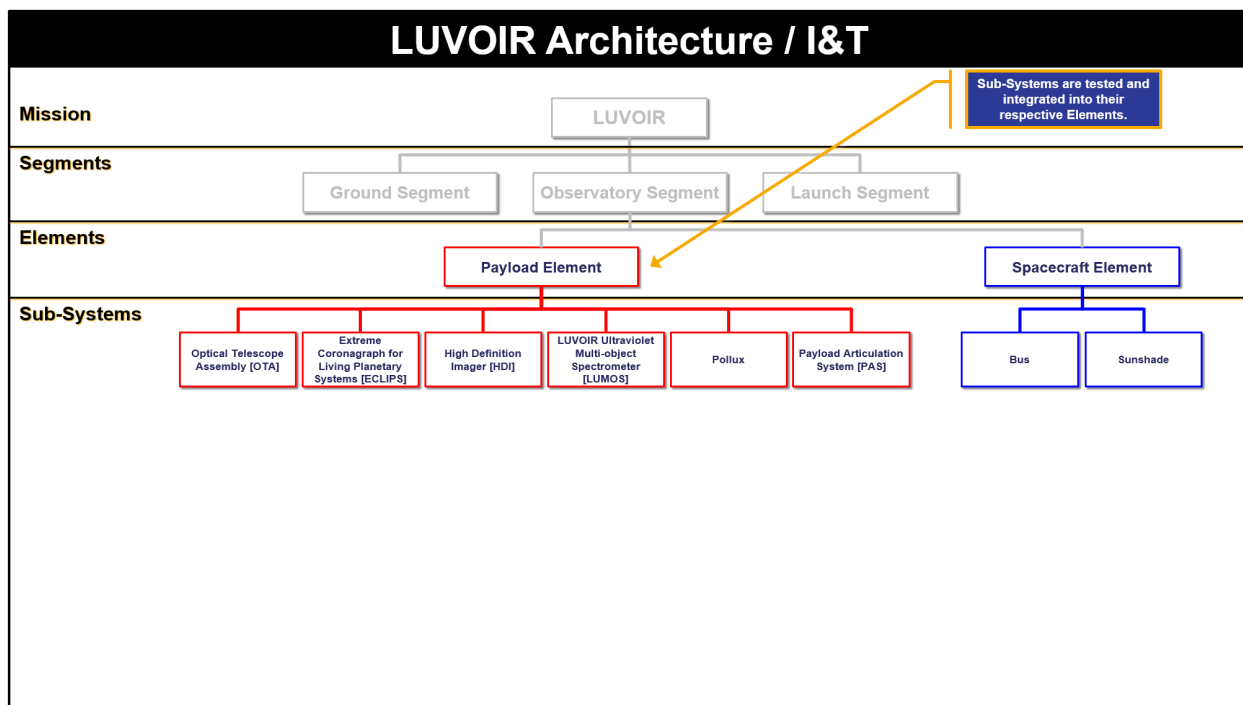 LUVOIR Architecture / I&T
Sub-Systems are tested and
integrated into their
respective Elements.
Mission
LUVOIR
Segments
Ground Segment
Observatory Segment
Launch Segment
Elements
Payload Element
Spacecraft Element
Sub-Systems
Optical Telescope
Assembly [OTA]
Extreme
Coronagraph for
Living Planetary
Systems [ECLIPS]
High Definition
Imager [HDI]
LUVOIR Ultraviolet
Multi-object
Spectrometer
[LUMOS]
Pollux
Payload Articulation
System [PAS]
Bus
Sunshade